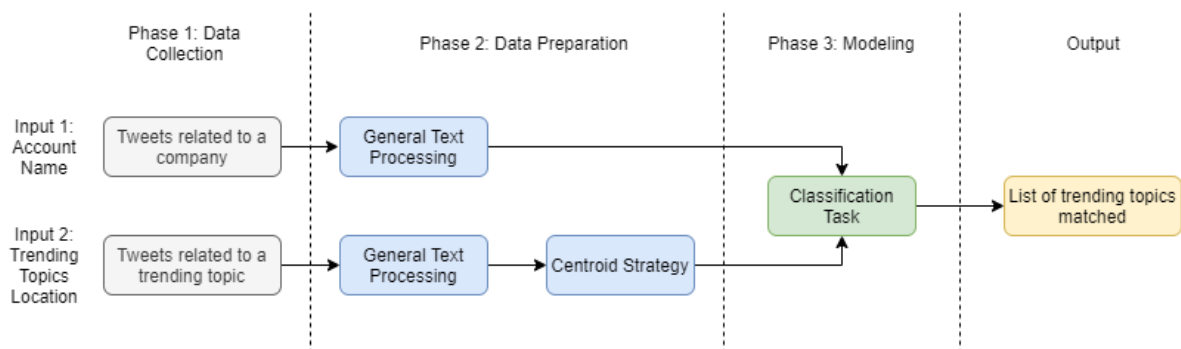 Phase 1: Data
Collection
Phase 2: Data Preparation
Phase 3: Modeling
Output
Input 1:
Account
Name
Tweets related to a
company
General Text
Processing
Classification
Task
List of trending topics
matched
Input 2:
Trending
Topics
Location
Tweets related to a
trending topic
General Text
Processing
Centroid Strategy